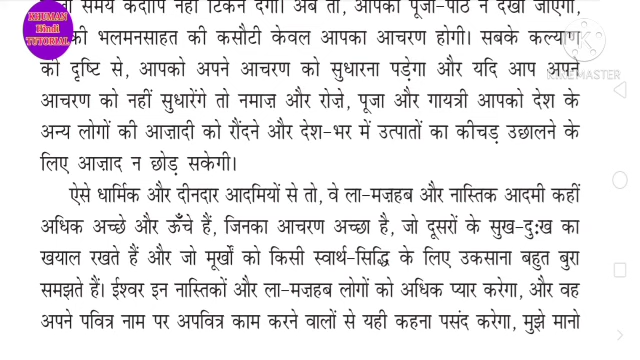 समय कदापि नहीं टिकने देगा। अब तो, आपकी पूजा-पाठ न देखी जाएगी,
की भलमनसाहत की कसौटी केवल आपका आचरण होगी। सबके कल्याण
की दृष्टि से, आपको अपने आचरण को सुधारना पड़ेगा और यदि आप अपने
आचरण को नहीं सुधारेंगे तो नमाज़ और रोज़े, पूजा और गायत्री आपको देश के
अन्य लोगों की आज़ादी को रौंदने और देश-भर में उत्पातों का कीचड़ उछालने के
लिए आज़ाद न छोड़ सकेगी।
ऐसे धार्मिक और दीनदार आदमियों से तो, वे ला-मज़हब और नास्तिक आदमी कहीं
अधिक अच्छे और ऊँचे हैं, जिनका आचरण अच्छा है, जो दूसरों के सुख-दुःख का
खयाल रखते हैं और जो मूर्खों को किसी स्वार्थ-सिद्धि के लिए उकसाना बहुत बुरा
समझते हैं। ईश्वर इन नास्तिकों और ला-मज़हब लोगों को अधिक प्यार करेगा, और वह
अपने पवित्र नाम पर अपवित्र काम करने वालों से यही कहना पसंद करेगा, मुझे मानो
KHUMAN
Hindi
TUTORIAL
KINEMASTER